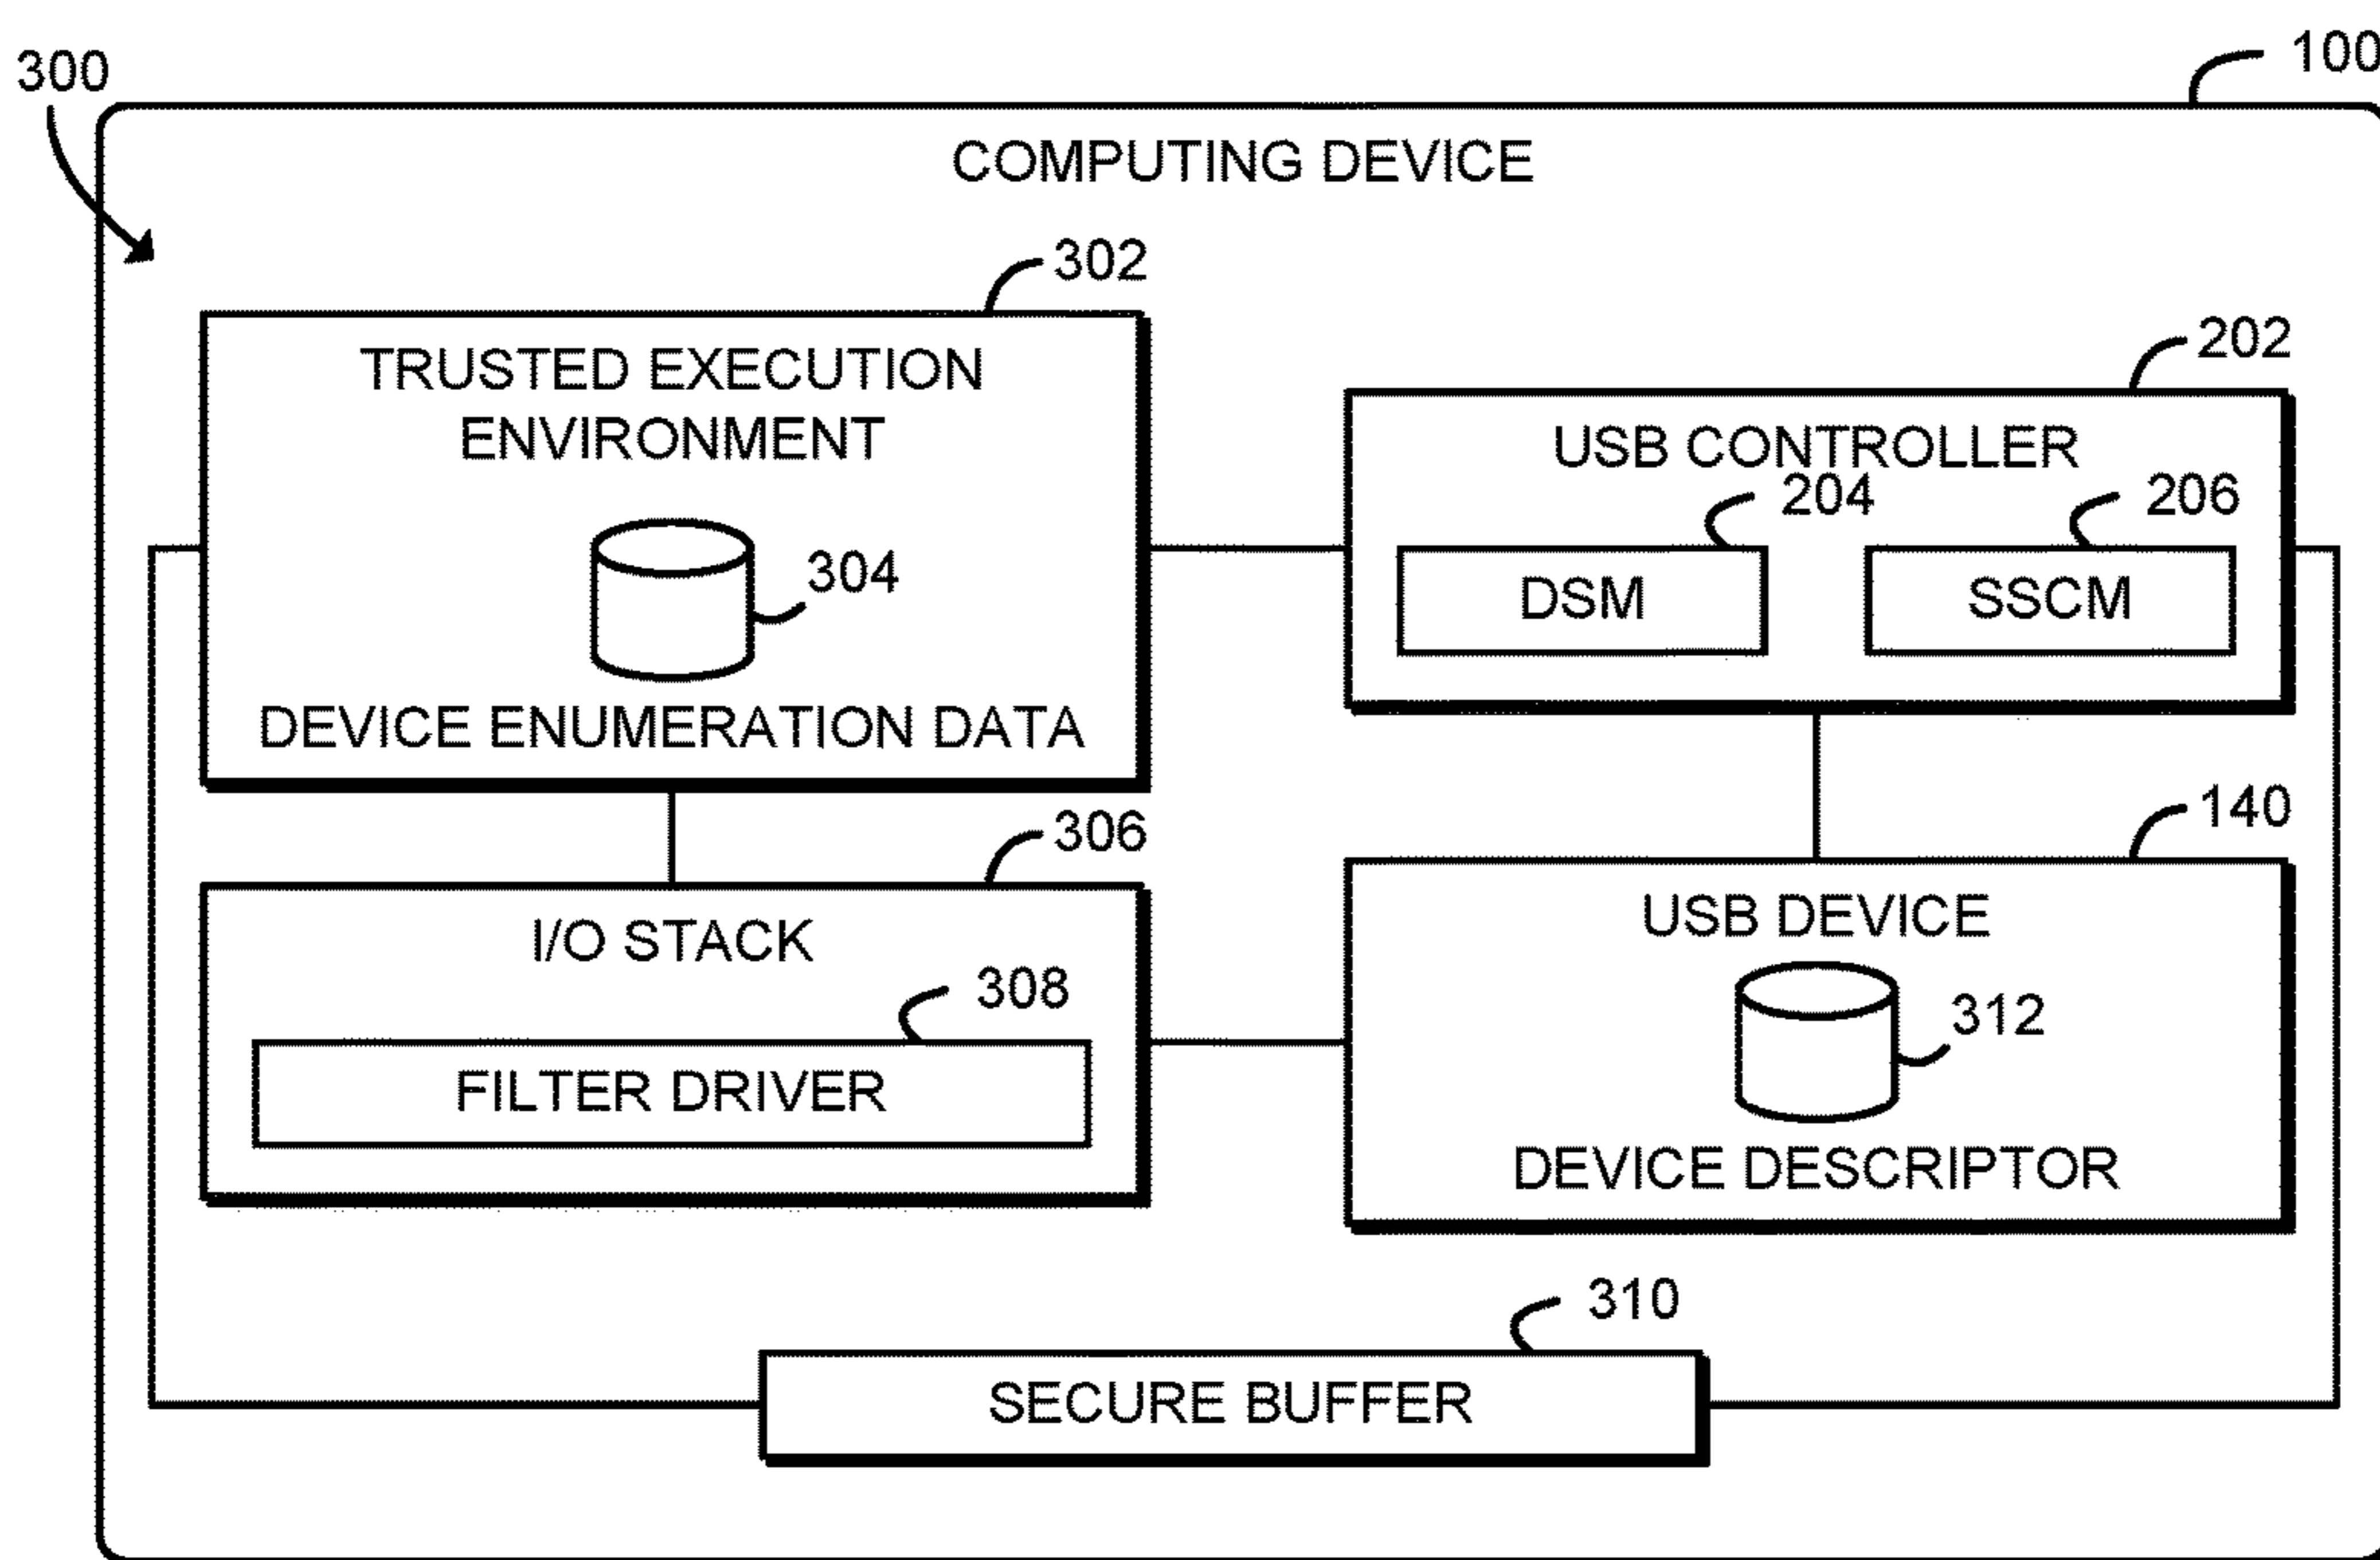 300
100
COMPUTING DEVICE
302
TRUSTED EXECUTION
ENVIRONMENT
304
DEVICE ENUMERATION DATA
202
USB CONTROLLER
204
206
DSM
SSCM
306
I/O STACK
308
FILTER DRIVER
140
USB DEVICE
312
DEVICE DESCRIPTOR
310
SECURE BUFFER